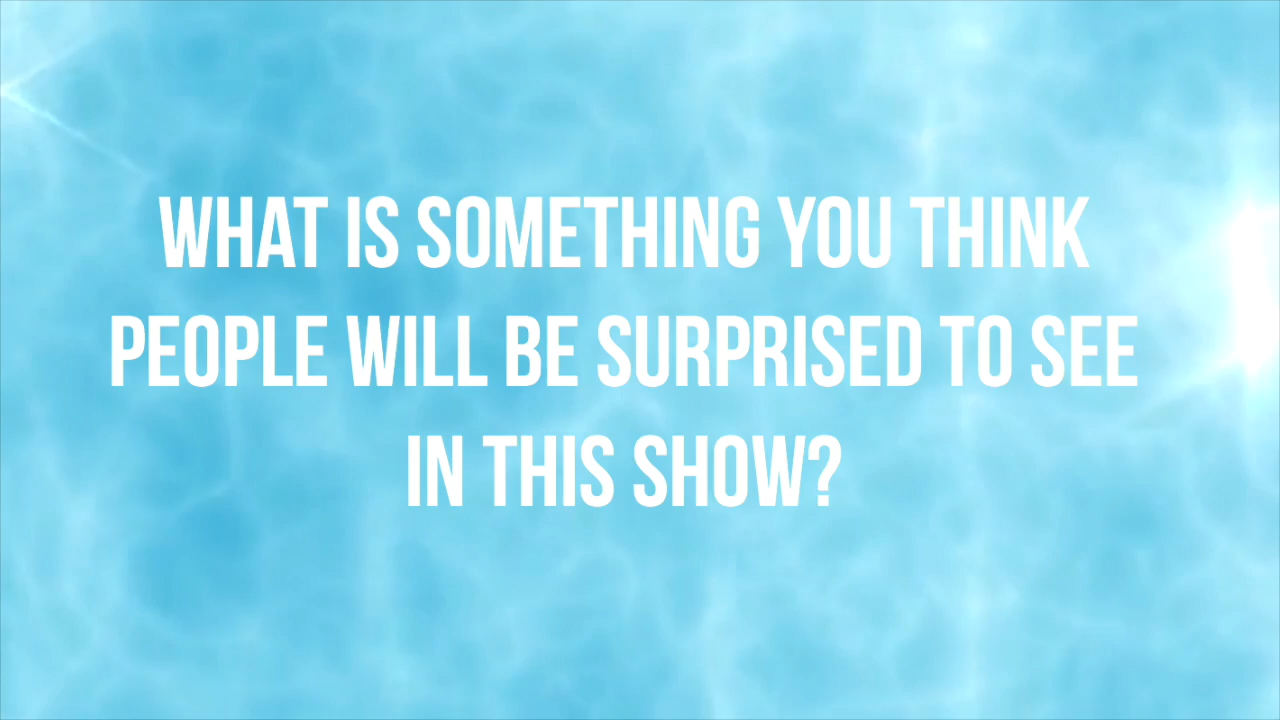 WHAT IS SOMETHING YOU THINK
PEOPLE WILL BE SURPRISED TO SEE
IN THIS SHOW?